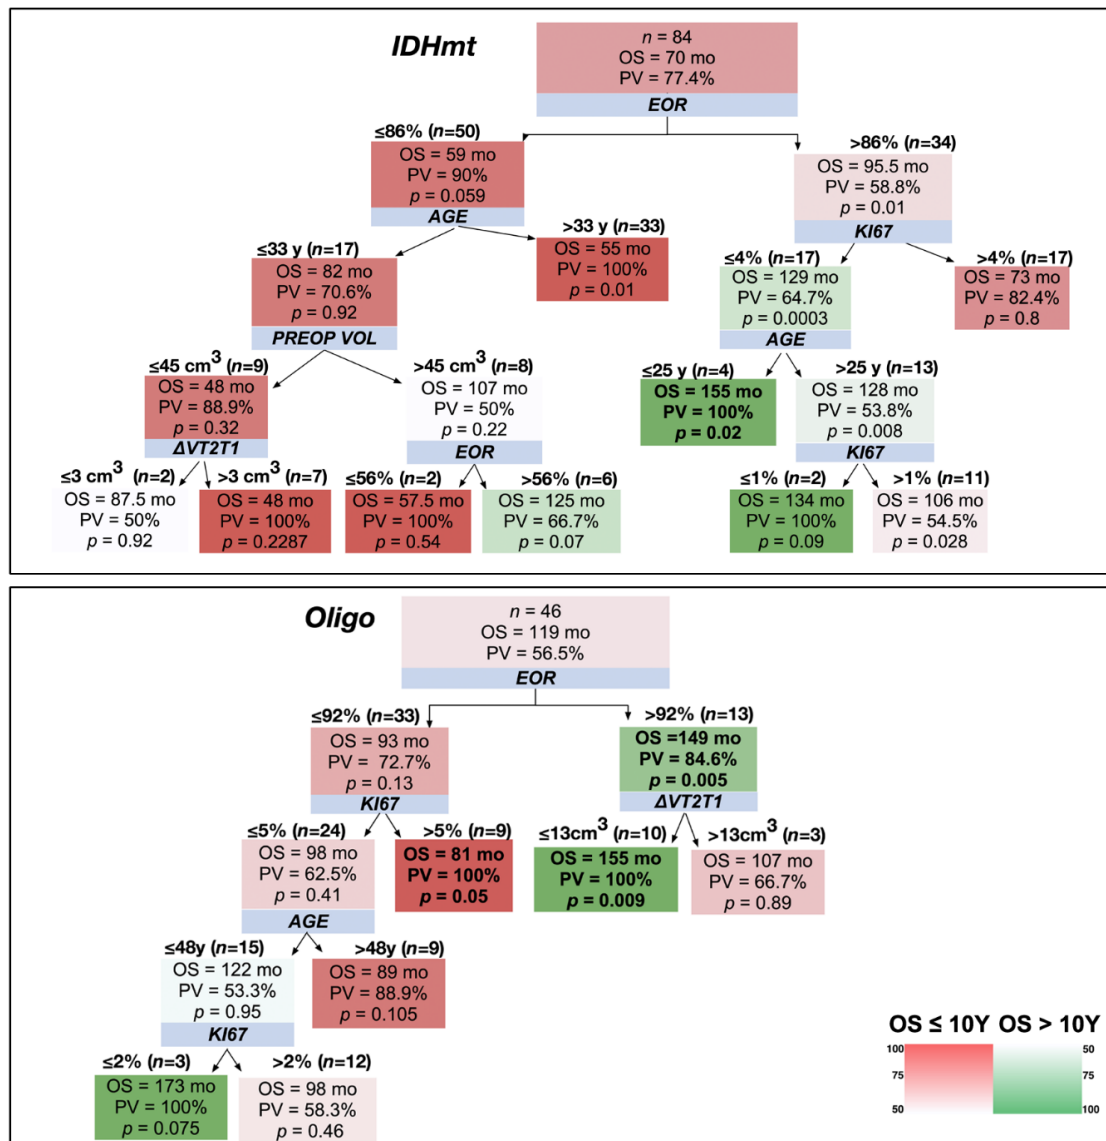 IDHmt
n = 84
OS = 70 mo
PV = 77.4%
EOR
≤86% (n=50)
OS = 59 mo
PV = 90%
p = 0.059
AGE
>86% (n=34)
OS = 95.5 mo
PV = 58.8%
p = 0.01
KI67
≤33 y (n=17)
OS = 82 mo
PV = 70.6%
p = 0.92
PREOP VOL
>33 y (n=33)
OS = 55 mo
PV = 100%
p = 0.01
≤4% (n=17)
OS = 129 mo
PV = 64.7%
p = 0.0003
AGE
>4% (n=17)
OS = 73 mo
PV = 82.4%
p = 0.8
≤45 cm³ (n=9)
OS = 48 mo
PV = 88.9%
p = 0.32
ΔVT2T1
>45 cm³ (n=8)
OS = 107 mo
PV = 50%
p = 0.22
EOR
≤25 y (n=4)
OS = 155 mo
PV = 100%
p = 0.02
>25 y (n=13)
OS = 128 mo
PV = 53.8%
p = 0.008
KI67
≤3 cm³ (n=2)
OS = 87.5 mo
PV = 50%
p = 0.92
>3 cm³ (n=7)
OS = 48 mo
PV = 100%
p = 0.2287
≤56% (n=2)
OS = 57.5 mo
PV = 100%
p = 0.54
>56% (n=6)
OS = 125 mo
PV = 66.7%
p = 0.07
≤1% (n=2)
OS = 134 mo
PV = 100%
p = 0.09
>1% (n=11)
OS = 106 mo
PV = 54.5%
p = 0.028
Oligo
n = 46
OS = 119 mo
PV = 56.5%
EOR
≤92% (n=33)
OS = 93 mo
PV = 72.7%
p = 0.13
KI67
>92% (n=13)
OS =149 mo
PV = 84.6%
p = 0.005
ΔVT2T1
≤5% (n=24)
OS = 98 mo
PV = 62.5%
p = 0.41
AGE
>5% (n=9)
OS = 81 mo
PV = 100%
p = 0.05
≤13cm³ (n=10)
OS = 155 mo
PV = 100%
p = 0.009
>13cm³ (n=3)
OS = 107 mo
PV = 66.7%
p = 0.89
≤48y (n=15)
OS = 122 mo
PV = 53.3%
p = 0.95
KI67
>48y (n=9)
OS = 89 mo
PV = 88.9%
p = 0.105
≤2% (n=3)
OS = 173 mo
PV = 100%
p = 0.075
>2% (n=12)
OS = 98 mo
PV = 58.3%
p = 0.46
OS ≤ 10Y OS > 10Y
100 50
75 75
50 100